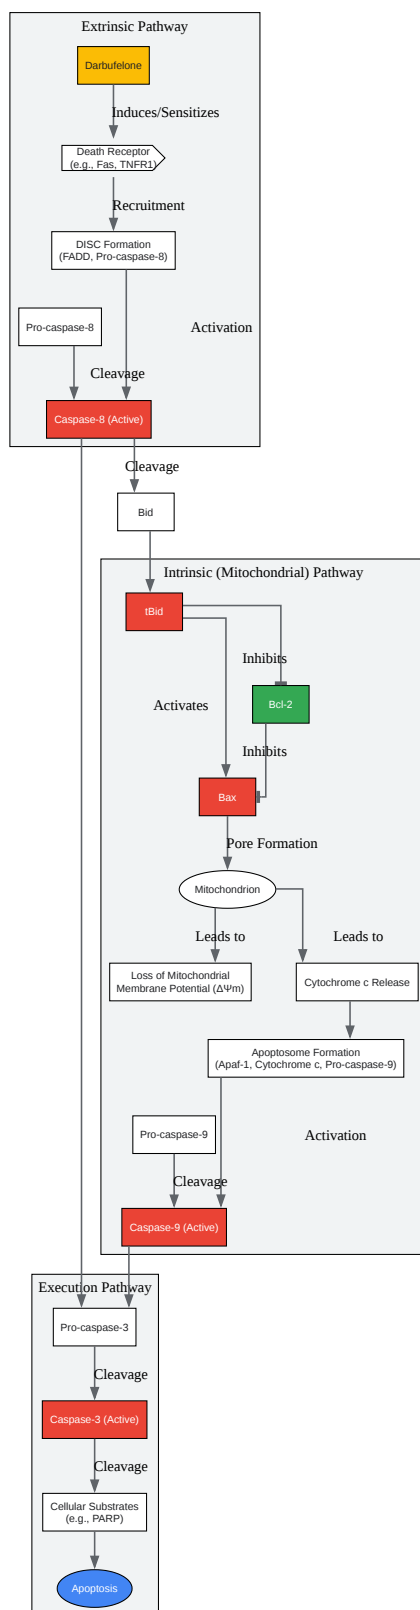 Extrinsic Pathway
Darbufelone
Induces/Sensitizes
Death Receptor
(e.g., Fas, TNFR1)
Recruitment
DISC Formation
(FADD, Pro-caspase-8)
Pro-caspase-8
Activation
Cleavage
Caspase-8 (Active)
Cleavage
Bid
Intrinsic (Mitochondrial) Pathway
tBid
Inhibits
Activates
Bcl-2
Inhibits
Bax
Pore Formation
Mitochondrion
Leads to
Leads to
Loss of Mitochondrial
Membrane Potential (ΔΨm)
Cytochrome c Release
Apoptosome Formation
(Apaf-1, Cytochrome c, Pro-caspase-9)
Pro-caspase-9
Activation
Cleavage
Caspase-9 (Active)
Execution Pathway
Pro-caspase-3
Cleavage
Caspase-3 (Active)
Cleavage
Cellular Substrates
(e.g., PARP)
Apoptosis